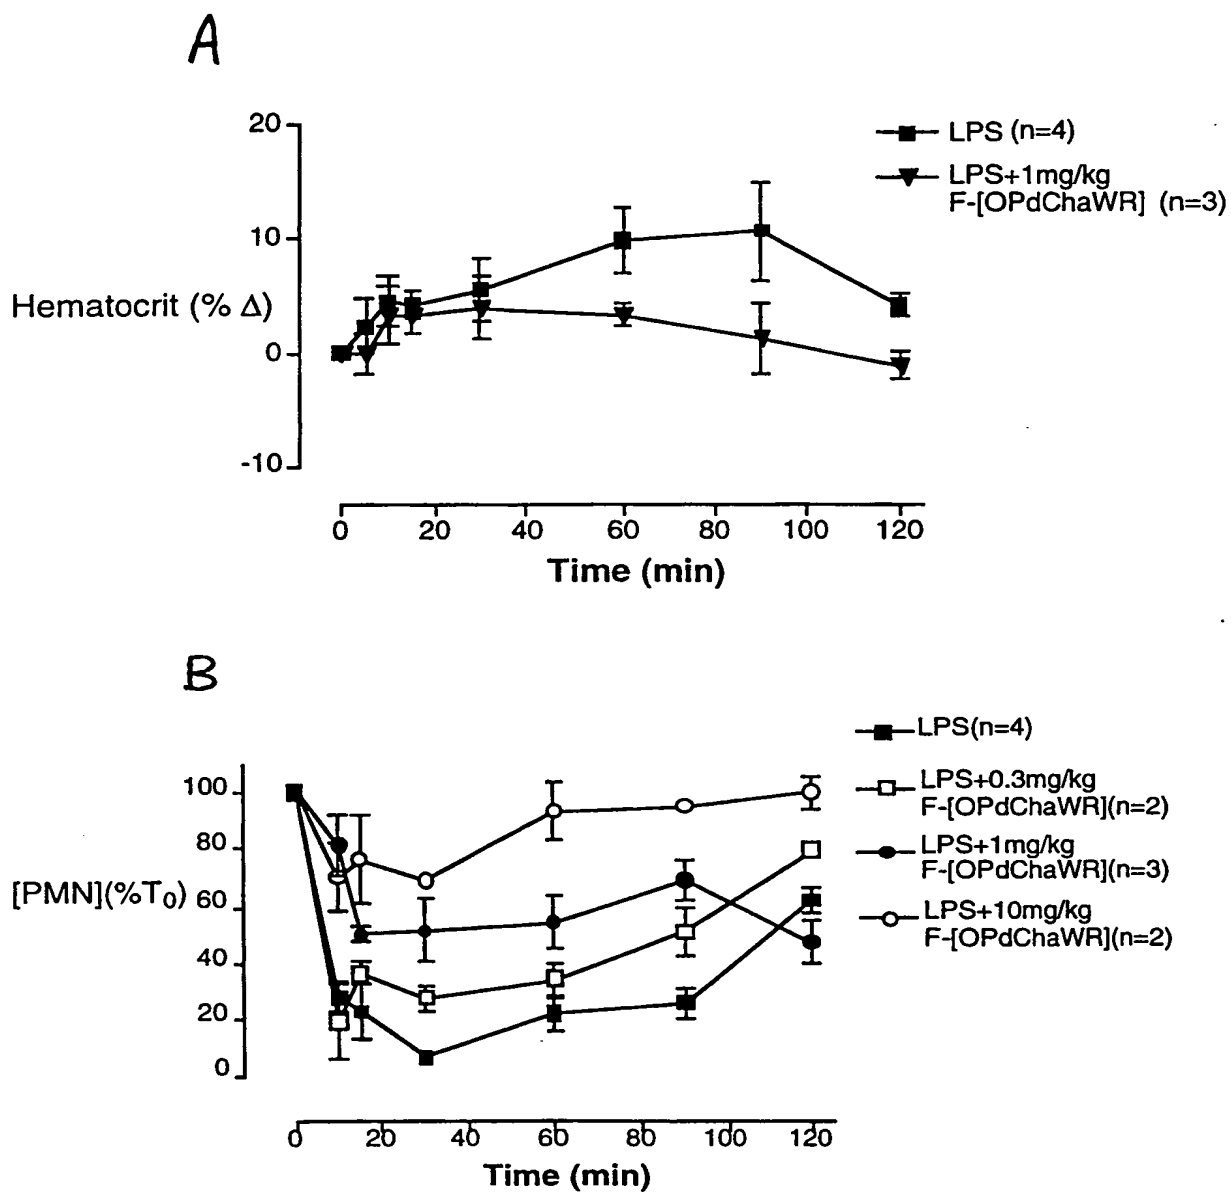 A
20
10
0
-10
Hematocrit (% Δ)
LPS (n=4)
LPS+1mg/kg
F-[OPdChaWR] (n=3)
0 20 40 60 80 100 120
Time (min)
B
100
80
60
40
20
0
[PMN](%T₀)
LPS(n=4)
LPS+0.3mg/kg
F-[OPdChaWR](n=2)
LPS+1mg/kg
F-[OPdChaWR](n=3)
LPS+10mg/kg
F-[OPdChaWR](n=2)
0 20 40 60 80 100 120
Time (min)